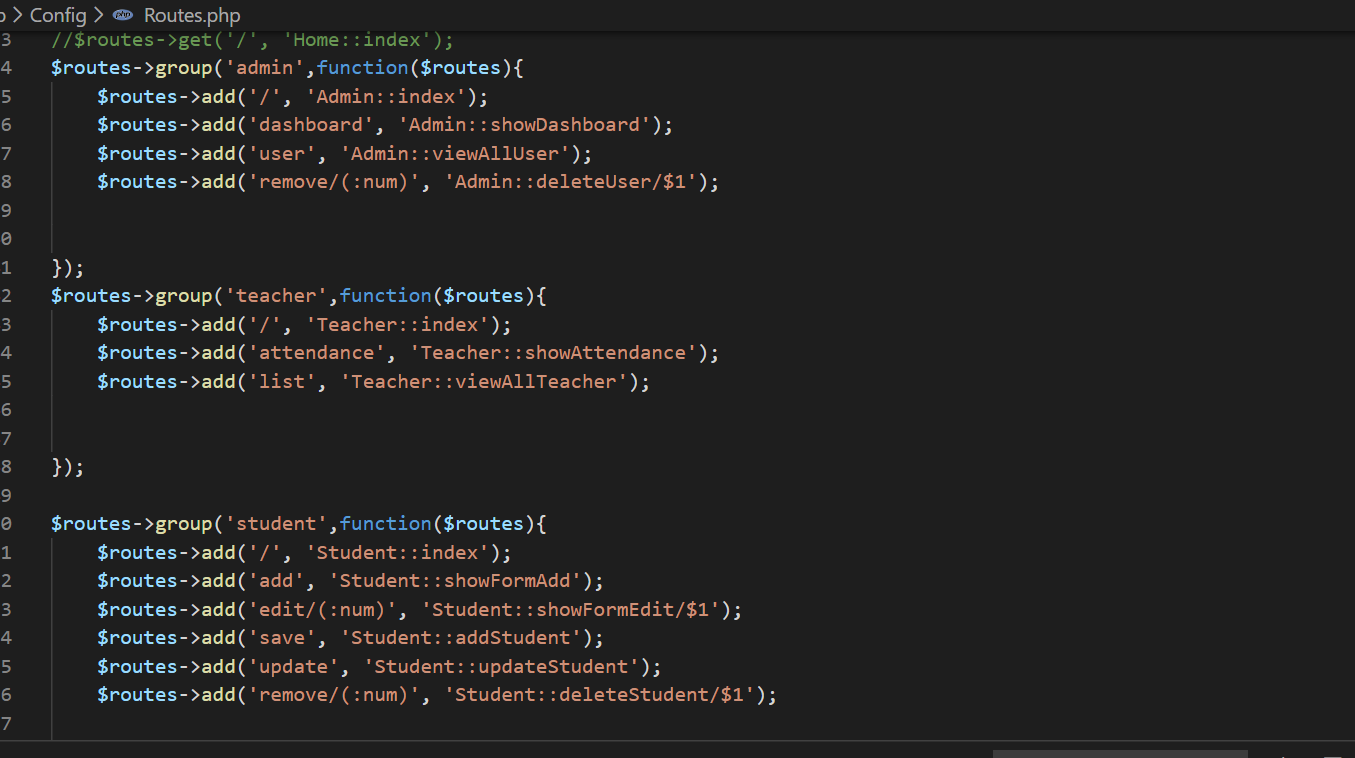 > Config > Routes.php
3 //$routes->get('/', 'Home::index');
4 $routes->group('admin',function($routes){
5 $routes->add('/', 'Admin::index');
6 $routes->add('dashboard', 'Admin::showDashboard');
7 $routes->add('user', 'Admin::viewAllUser');
8 $routes->add('remove/(:num)', 'Admin::deleteUser/$1');
9
0
1 });
2 $routes->group('teacher',function($routes){
3 $routes->add('/', 'Teacher::index');
4 $routes->add('attendance', 'Teacher::showAttendance');
5 $routes->add('list', 'Teacher::viewAllTeacher');
6
7
8 });
9
0 $routes->group('student',function($routes){
1 $routes->add('/', 'Student::index');
2 $routes->add('add', 'Student::showFormAdd');
3 $routes->add('edit/(:num)', 'Student::showFormEdit/$1');
4 $routes->add('save', 'Student::addStudent');
5 $routes->add('update', 'Student::updateStudent');
6 $routes->add('remove/(:num)', 'Student::deleteStudent/$1');
7